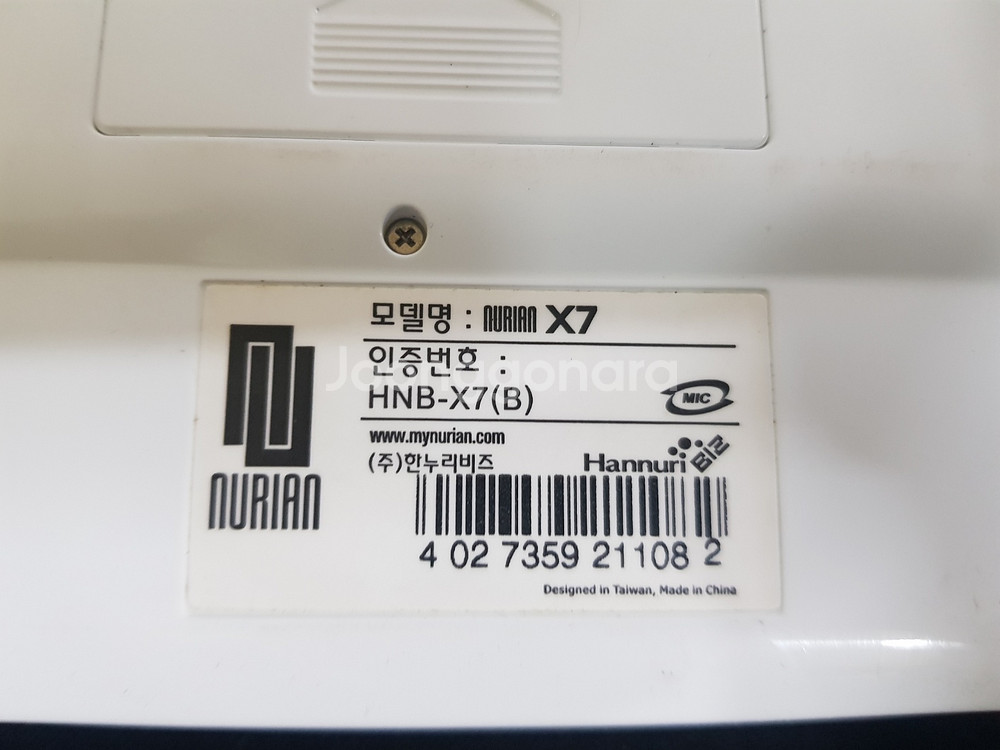 모델명 : NURIAN X7
인증번호 :
HNB-X7(B)
MIC
www.mynurian.com
(주)한누리비즈
Hannuri 비즈
NURIAN
4 02 7359 21108 2
Designed in Taiwan, Made in China
Joonggonara